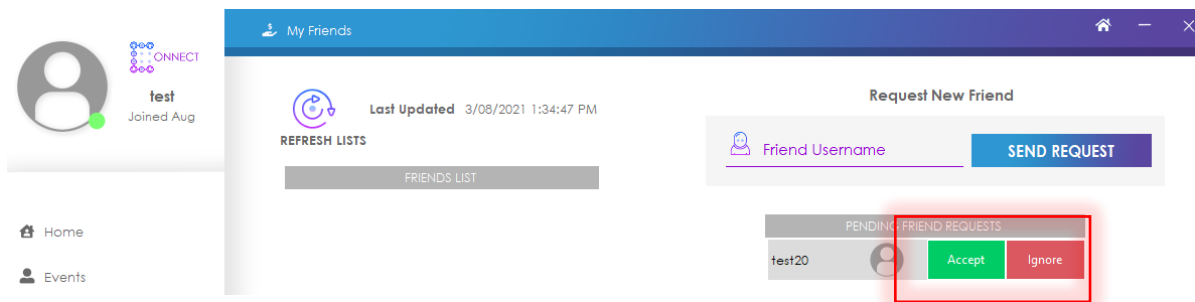 My Friends
ONNECT
test
Joined Aug
Home
Events
Last Updated 3/08/2021 1:34:47 PM
REFRESH LISTS
FRIENDS LIST
Request New Friend
Friend Username
SEND REQUEST
PENDING FRIEND REQUESTS
test20
Accept
Ignore